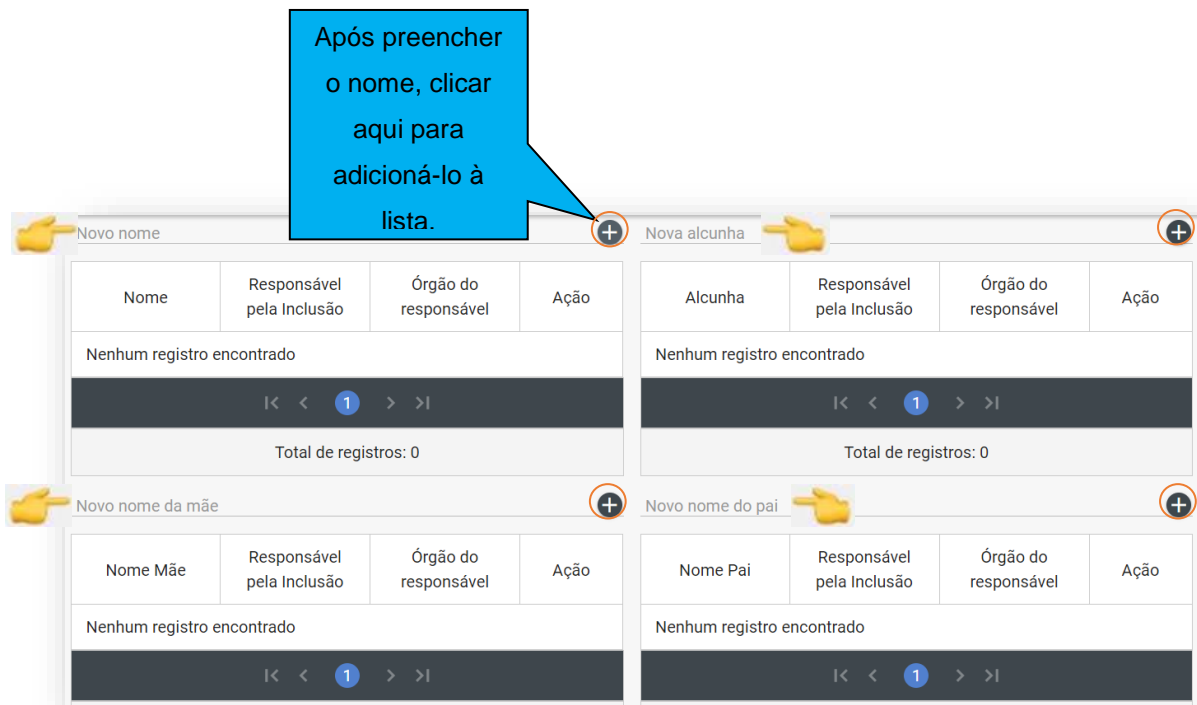 Após preencher
o nome, clicar
aqui para
adicioná-lo à
lista.
Novo nome
Nova alcunha
Nome Responsável pela Inclusão Órgão do responsável Ação
Alcunha Responsável pela Inclusão Órgão do responsável Ação
Nenhum registro encontrado
Nenhum registro encontrado
1
1
Total de registros: 0
Total de registros: 0
Novo nome da mãe
Novo nome do pai
Nome Mãe Responsável pela Inclusão Órgão do responsável Ação
Nome Pai Responsável pela Inclusão Órgão do responsável Ação
Nenhum registro encontrado
Nenhum registro encontrado
1
1